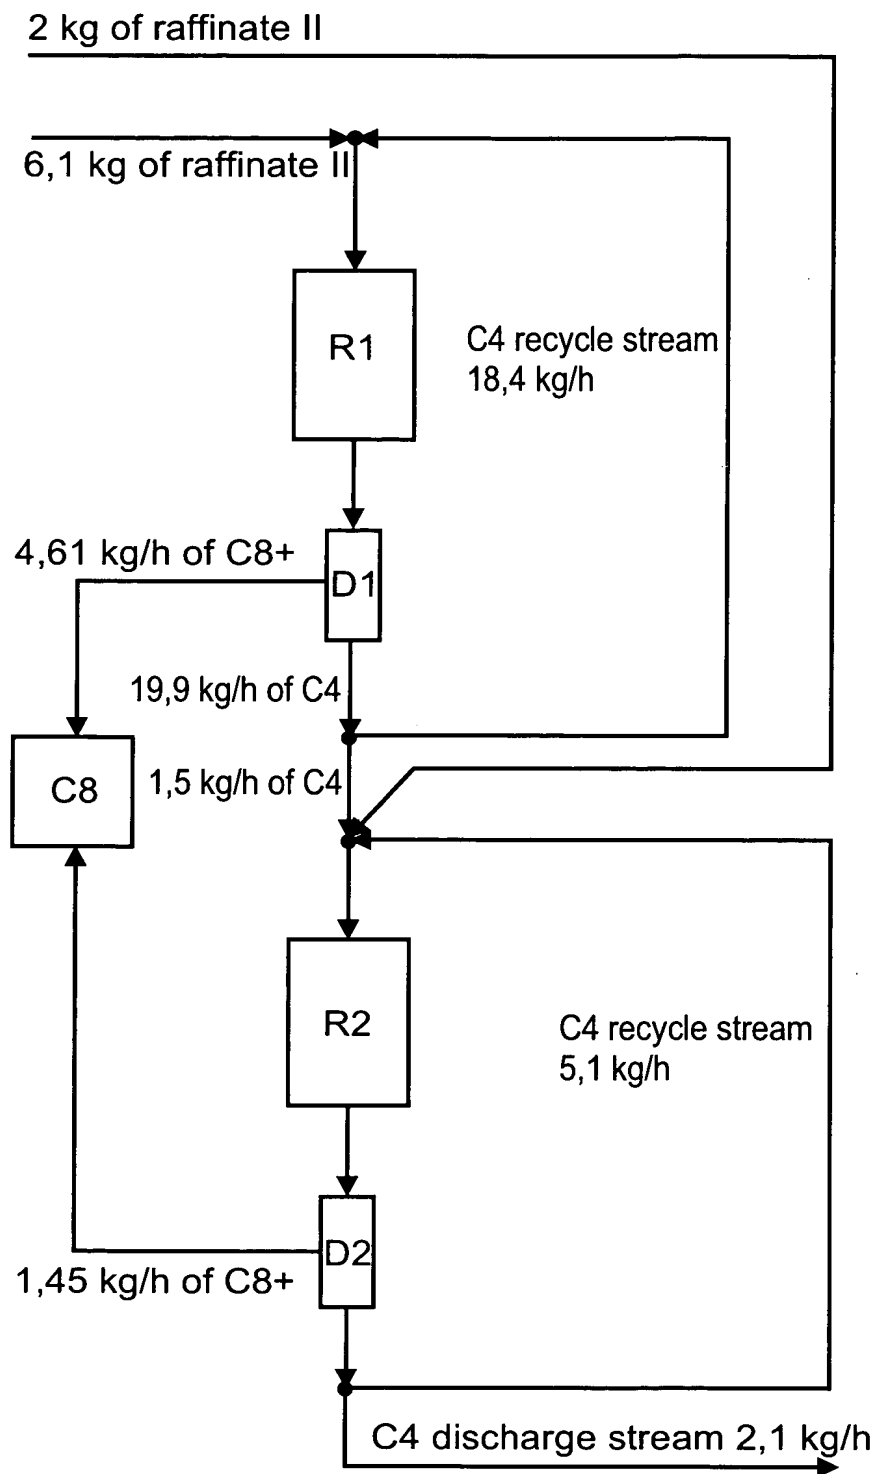 2 kg of raffinate II
6,1 kg of raffinate II
R1
C4 recycle stream
18,4 kg/h
4,61 kg/h of C8+
D1
19,9 kg/h of C4
C8
1,5 kg/h of C4
R2
C4 recycle stream
5,1 kg/h
D2
1,45 kg/h of C8+
C4 discharge stream 2,1 kg/h